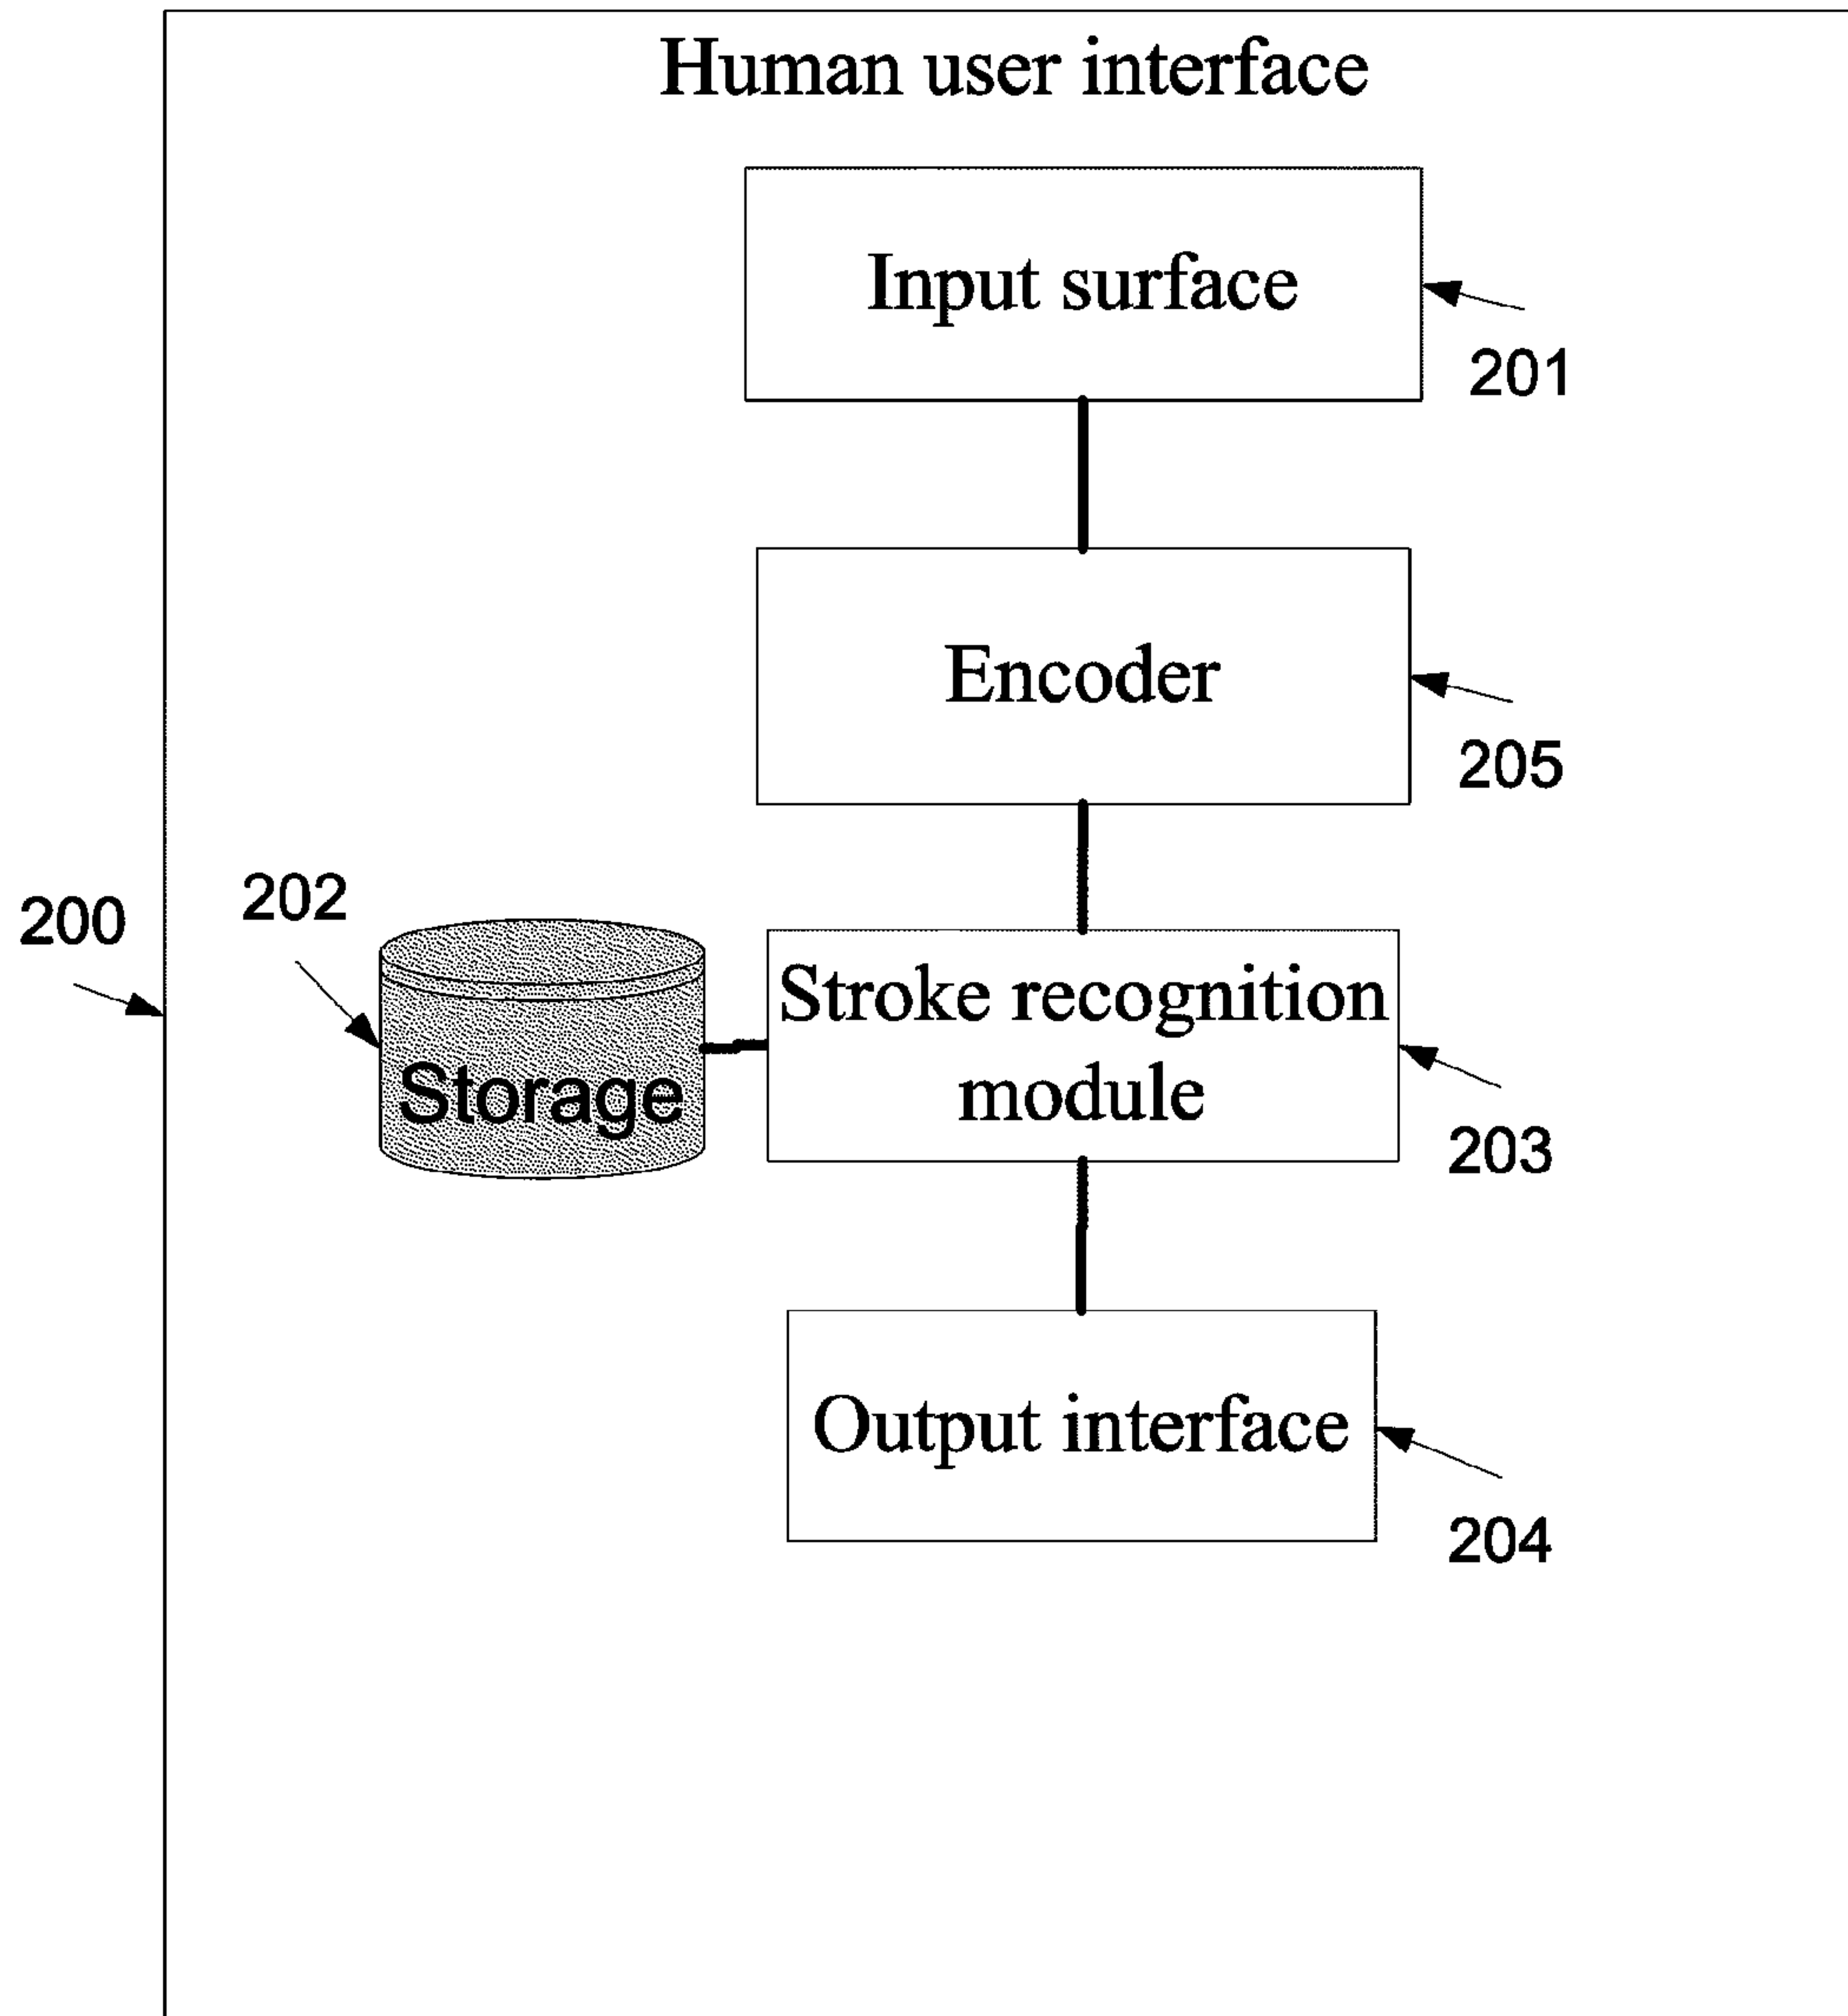 Human user interface
Input surface
201
Encoder
205
200
202
Storage
Stroke recognition
module
203
Output interface
204